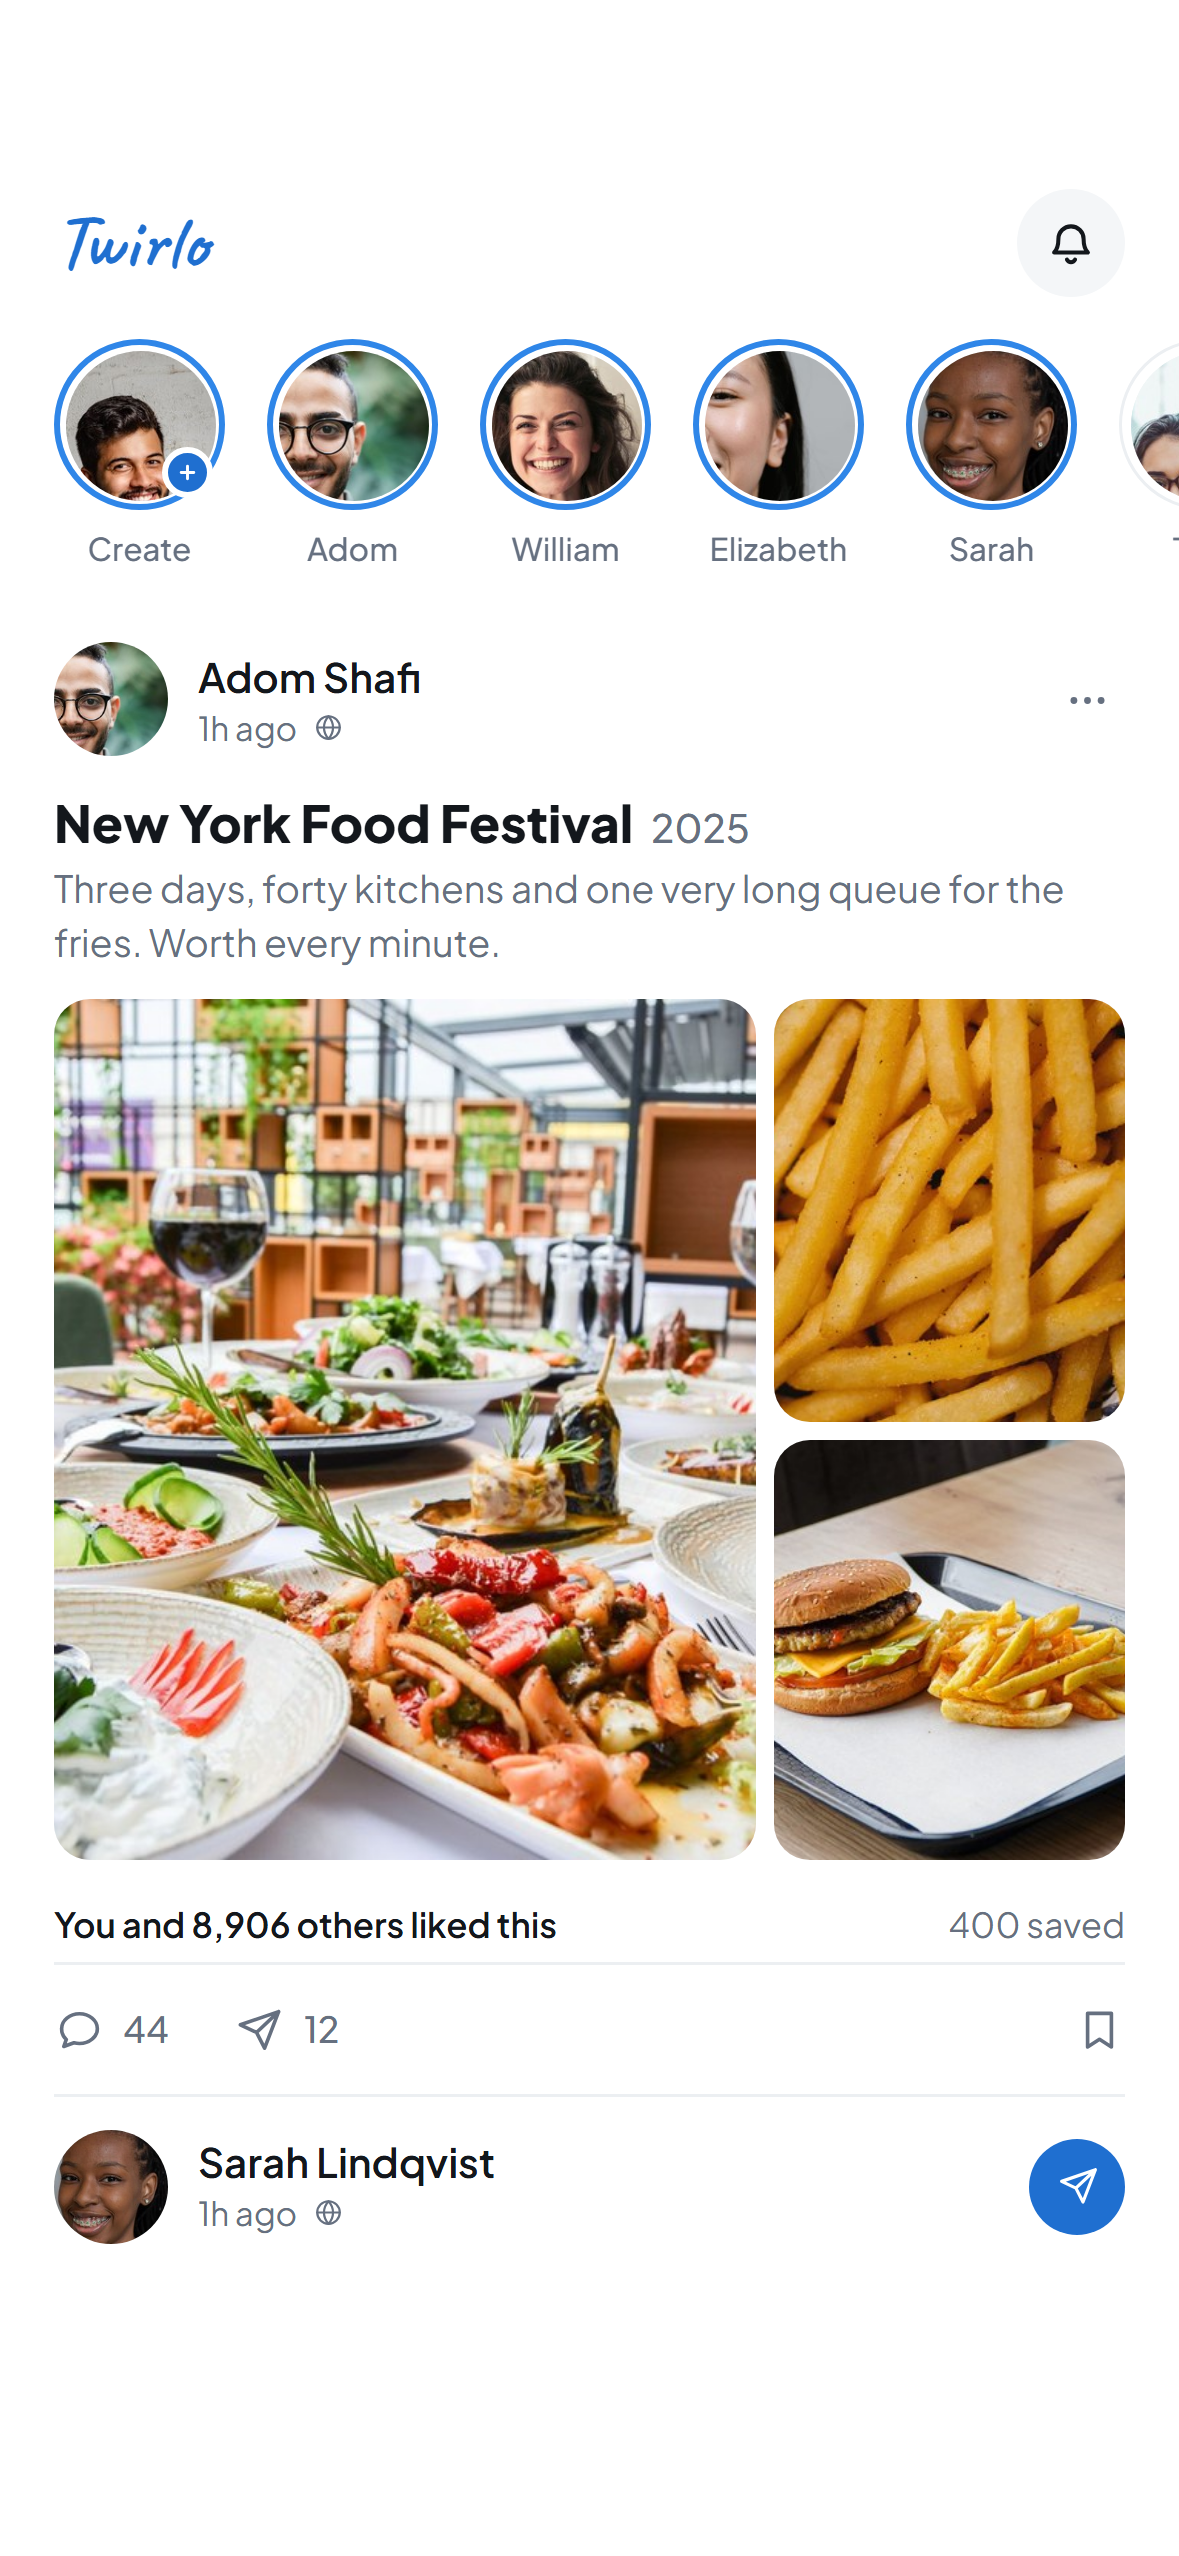 Twirlo
Create
Adom
William
Elizabeth
Sarah
Adom Shafi
1h ago
New York Food Festival 2025
Three days, forty kitchens and one very long queue for the
fries. Worth every minute.
You and 8,906 others liked this
400 saved
44
12
Sarah Lindqvist
1h ago